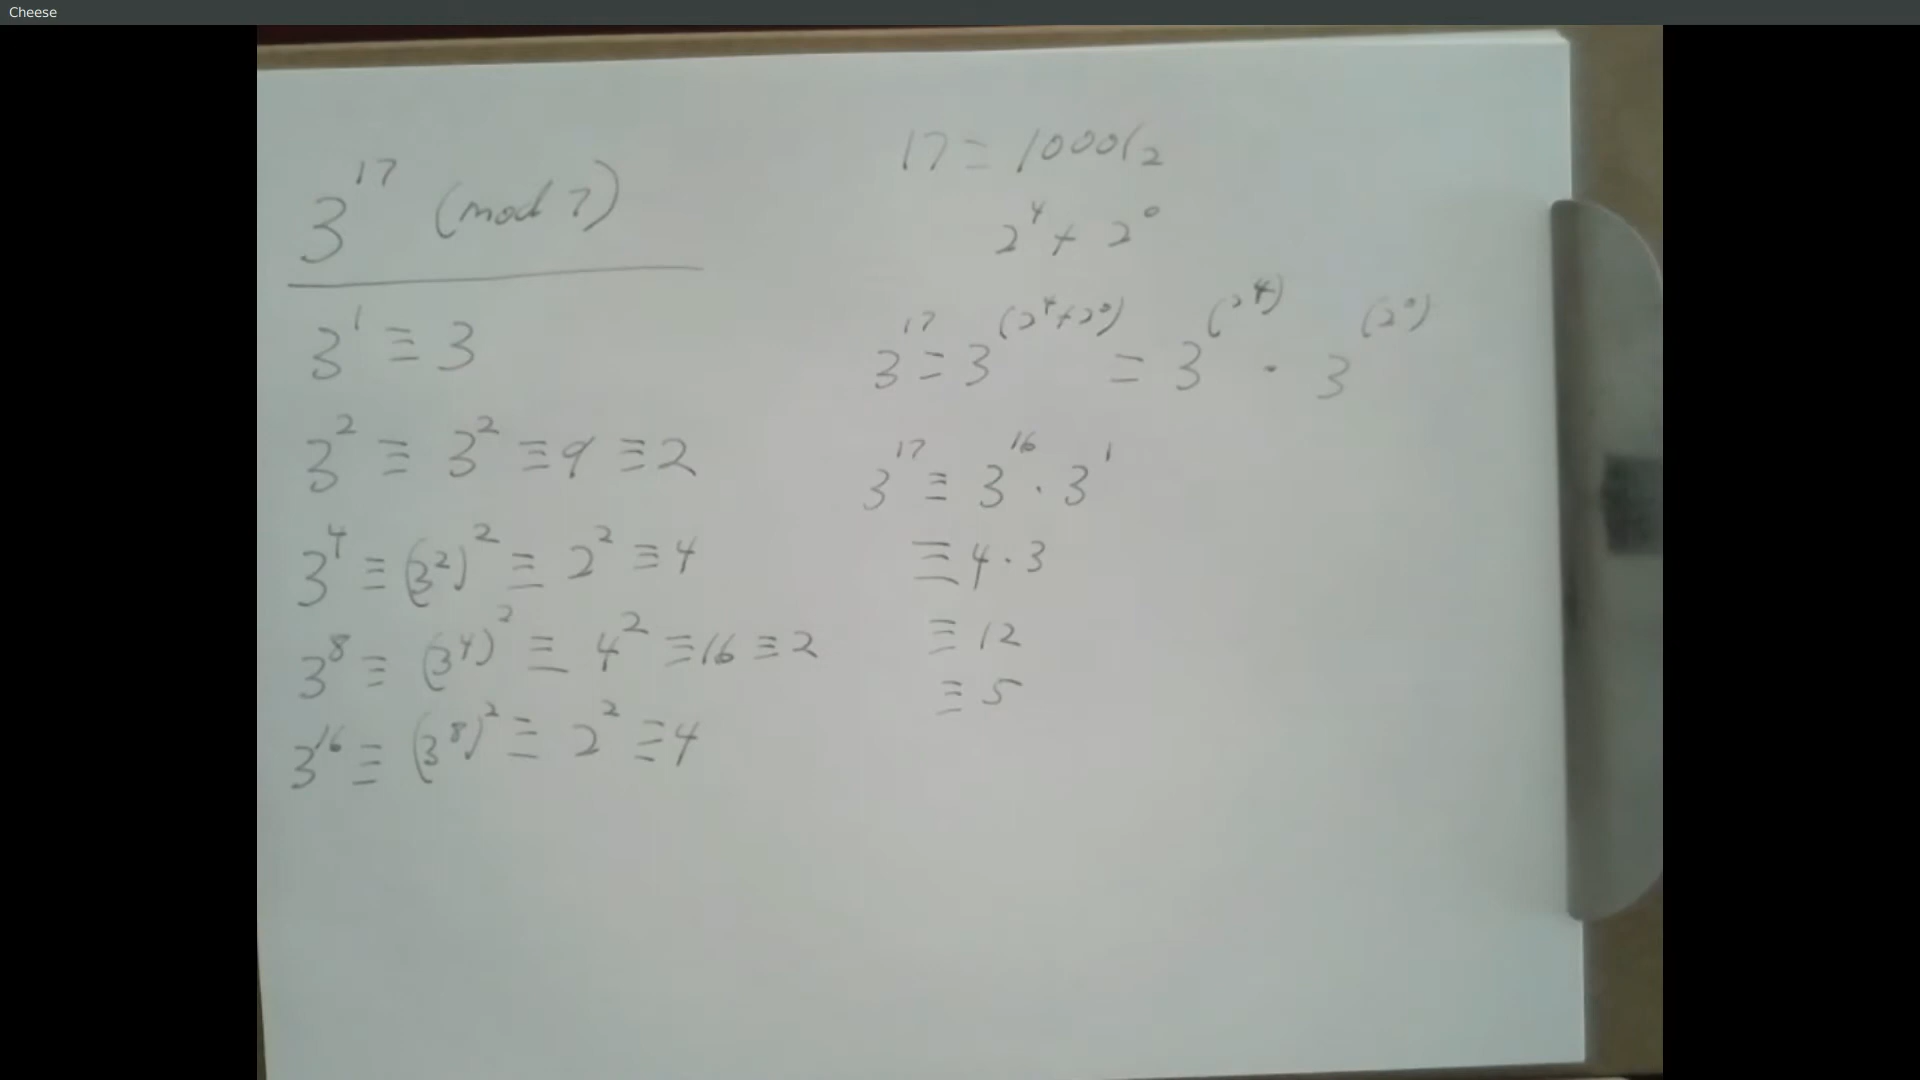 Cheese
3^17 (mod 7)
3^1 ≡ 3
3^2 ≡ 3^2 ≡ 9 ≡ 2
3^4 ≡ (3^2)^2 ≡ 2^2 ≡ 4
3^8 ≡ (3^4)^2 ≡ 4^2 ≡ 16 ≡ 2
3^16 ≡ (3^8)^2 ≡ 2^2 ≡ 4
17 = 10001₂
2^4 + 2^0
3^17 = 3^(2^4+2^0) = 3^(2^4) · 3^(2^0)
3^17 ≡ 3^16 · 3^1
≡ 4 · 3
≡ 12
≡ 5